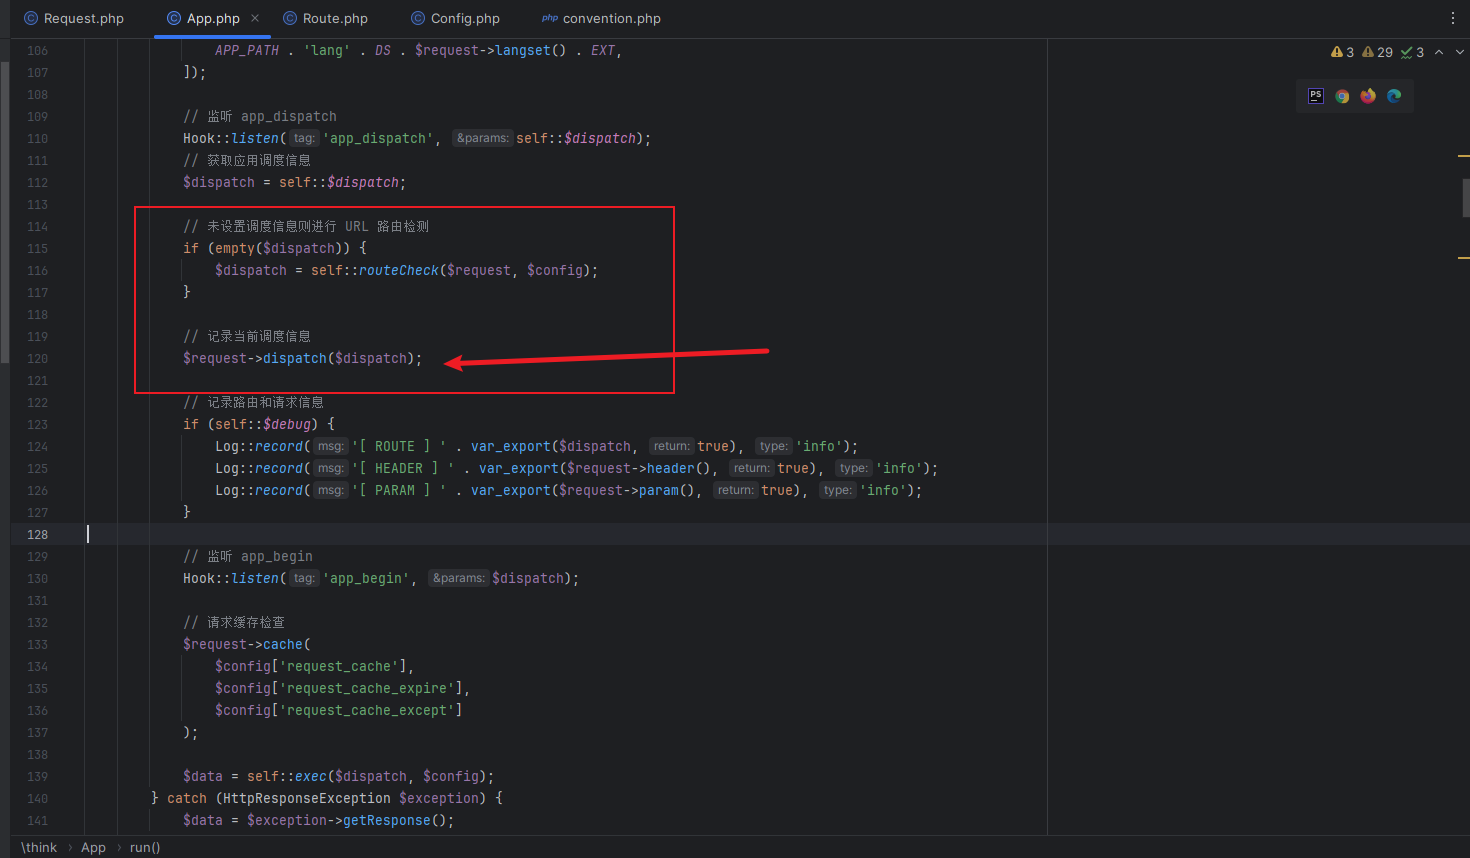 Request.php App.php Route.php Config.php php convention.php
106 APP_PATH . 'lang' . DS . $request->langset() . EXT,
3 29 3
107 ]);
108
PS
109 // 监听 app_dispatch
110 Hook::listen( tag: 'app_dispatch', &params: self::$dispatch);
111 // 获取应用调度信息
112 $dispatch = self::$dispatch;
113
114 // 未设置调度信息则进行 URL 路由检测
115 if (empty($dispatch)) {
116 $dispatch = self::routeCheck($request, $config);
117 }
118
119 // 记录当前调度信息
120 $request->dispatch($dispatch);
121
122 // 记录路由和请求信息
123 if (self::$debug) {
124 Log::record( msg: '[ ROUTE ] ' . var_export($dispatch, return: true), type: 'info');
125 Log::record( msg: '[ HEADER ] ' . var_export($request->header(), return: true), type: 'info');
126 Log::record( msg: '[ PARAM ] ' . var_export($request->param(), return: true), type: 'info');
127 }
128
129 // 监听 app_begin
130 Hook::listen( tag: 'app_begin', &params: $dispatch);
131
132 // 请求缓存检查
133 $request->cache(
134 $config['request_cache'],
135 $config['request_cache_expire'],
136 $config['request_cache_except']
137 );
138
139 $data = self::exec($dispatch, $config);
140 } catch (HttpResponseException $exception) {
141 $data = $exception->getResponse();
\think › App › run()